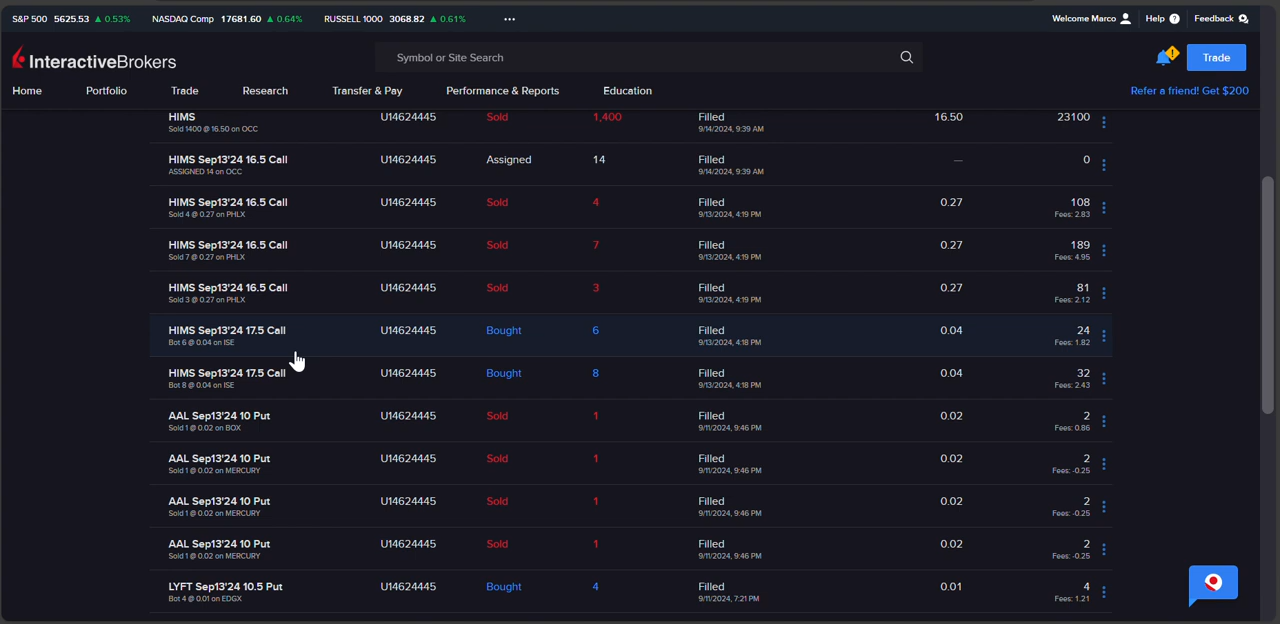 S&P 500 5625.53 ▲ 0.53% NASDAQ Comp 17681.60 ▲ 0.64% RUSSELL 1000 3068.82 ▲ 0.61% ••• Welcome Marco Help ? Feedback
InteractiveBrokers Symbol or Site Search ! Trade
Home Portfolio Trade Research Transfer & Pay Performance & Reports Education Refer a friend! Get $200
HIMS U14624445 Sold 1,400 Filled 16.50 23100
Sold 1400 @ 16.50 on OCC 9/14/2024, 9:39 AM
HIMS Sep13'24 16.5 Call U14624445 Assigned 14 Filled — 0
ASSIGNED 14 on OCC 9/14/2024, 9:39 AM
HIMS Sep13'24 16.5 Call U14624445 Sold 4 Filled 0.27 108
Sold 4 @ 0.27 on PHLX 9/13/2024, 4:19 PM Fees: 2.83
HIMS Sep13'24 16.5 Call U14624445 Sold 7 Filled 0.27 189
Sold 7 @ 0.27 on PHLX 9/13/2024, 4:19 PM Fees: 4.95
HIMS Sep13'24 16.5 Call U14624445 Sold 3 Filled 0.27 81
Sold 3 @ 0.27 on PHLX 9/13/2024, 4:19 PM Fees: 2.12
HIMS Sep13'24 17.5 Call U14624445 Bought 6 Filled 0.04 24
Bot 6 @ 0.04 on ISE 9/13/2024, 4:18 PM Fees: 1.82
HIMS Sep13'24 17.5 Call U14624445 Bought 8 Filled 0.04 32
Bot 8 @ 0.04 on ISE 9/13/2024, 4:18 PM Fees: 2.43
AAL Sep13'24 10 Put U14624445 Sold 1 Filled 0.02 2
Sold 1 @ 0.02 on BOX 9/11/2024, 9:46 PM Fees: 0.86
AAL Sep13'24 10 Put U14624445 Sold 1 Filled 0.02 2
Sold 1 @ 0.02 on MERCURY 9/11/2024, 9:46 PM Fees: -0.25
AAL Sep13'24 10 Put U14624445 Sold 1 Filled 0.02 2
Sold 1 @ 0.02 on MERCURY 9/11/2024, 9:46 PM Fees: -0.25
AAL Sep13'24 10 Put U14624445 Sold 1 Filled 0.02 2
Sold 1 @ 0.02 on MERCURY 9/11/2024, 9:46 PM Fees: -0.25
LYFT Sep13'24 10.5 Put U14624445 Bought 4 Filled 0.01 4
Bot 4 @ 0.01 on EDGX 9/11/2024, 7:21 PM Fees: 1.21